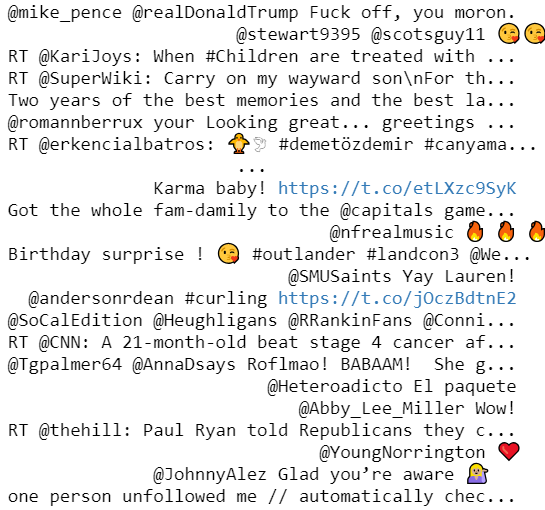 @mike_pence @realDonaldTrump Fuck off, you moron.
@stewart9395 @scotsguy11 😘😘
RT @KariJoys: When #Children are treated with ...
RT @SuperWiki: Carry on my wayward son\nFor th...
Two years of the best memories and the best la...
@romannberrux your Looking great... greetings ...
RT @erkencialbatros: 🐥🕊 #demetözdemir #canyama...
...
Karma baby! https://t.co/etLXzc9SyK
Got the whole fam-damily to the @capitals game...
@nfrealmusic 🔥 🔥 🔥
Birthday surprise ! 😘 #outlander #landcon3 @We...
@SMUSaints Yay Lauren!
@andersonrdean #curling https://t.co/jOczBdtnE2
@SoCalEdition @Heughligans @RRankinFans @Conni...
RT @CNN: A 21-month-old beat stage 4 cancer af...
@Tgpalmer64 @AnnaDsays Roflmao! BABAAM!  She g...
@Heteroadicto El paquete
@Abby_Lee_Miller Wow!
RT @thehill: Paul Ryan told Republicans they c...
@YoungNorrington ❤
@JohnnyAlez Glad you’re aware 🤷🏼‍♀️
one person unfollowed me // automatically chec...